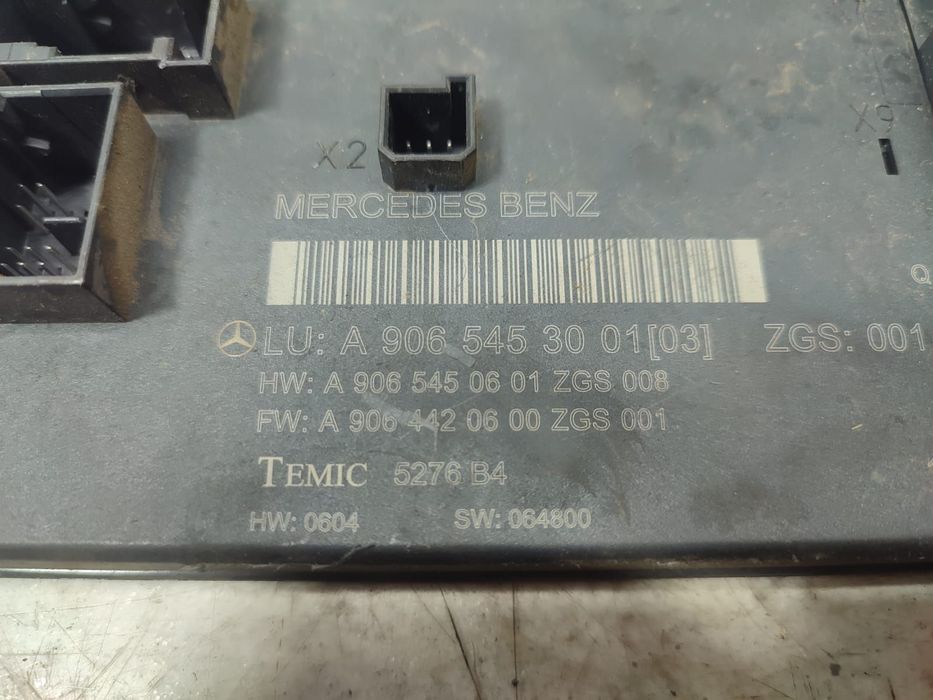 X9
X2
MERCEDES BENZ
Q
LU: A 906 545 30 01[03] ZGS: 001
HW: A 906 545 06 01 ZGS 008
FW: A 906 442 06 00 ZGS 001
TEMIC 5276 B4
HW: 0604 SW: 064800